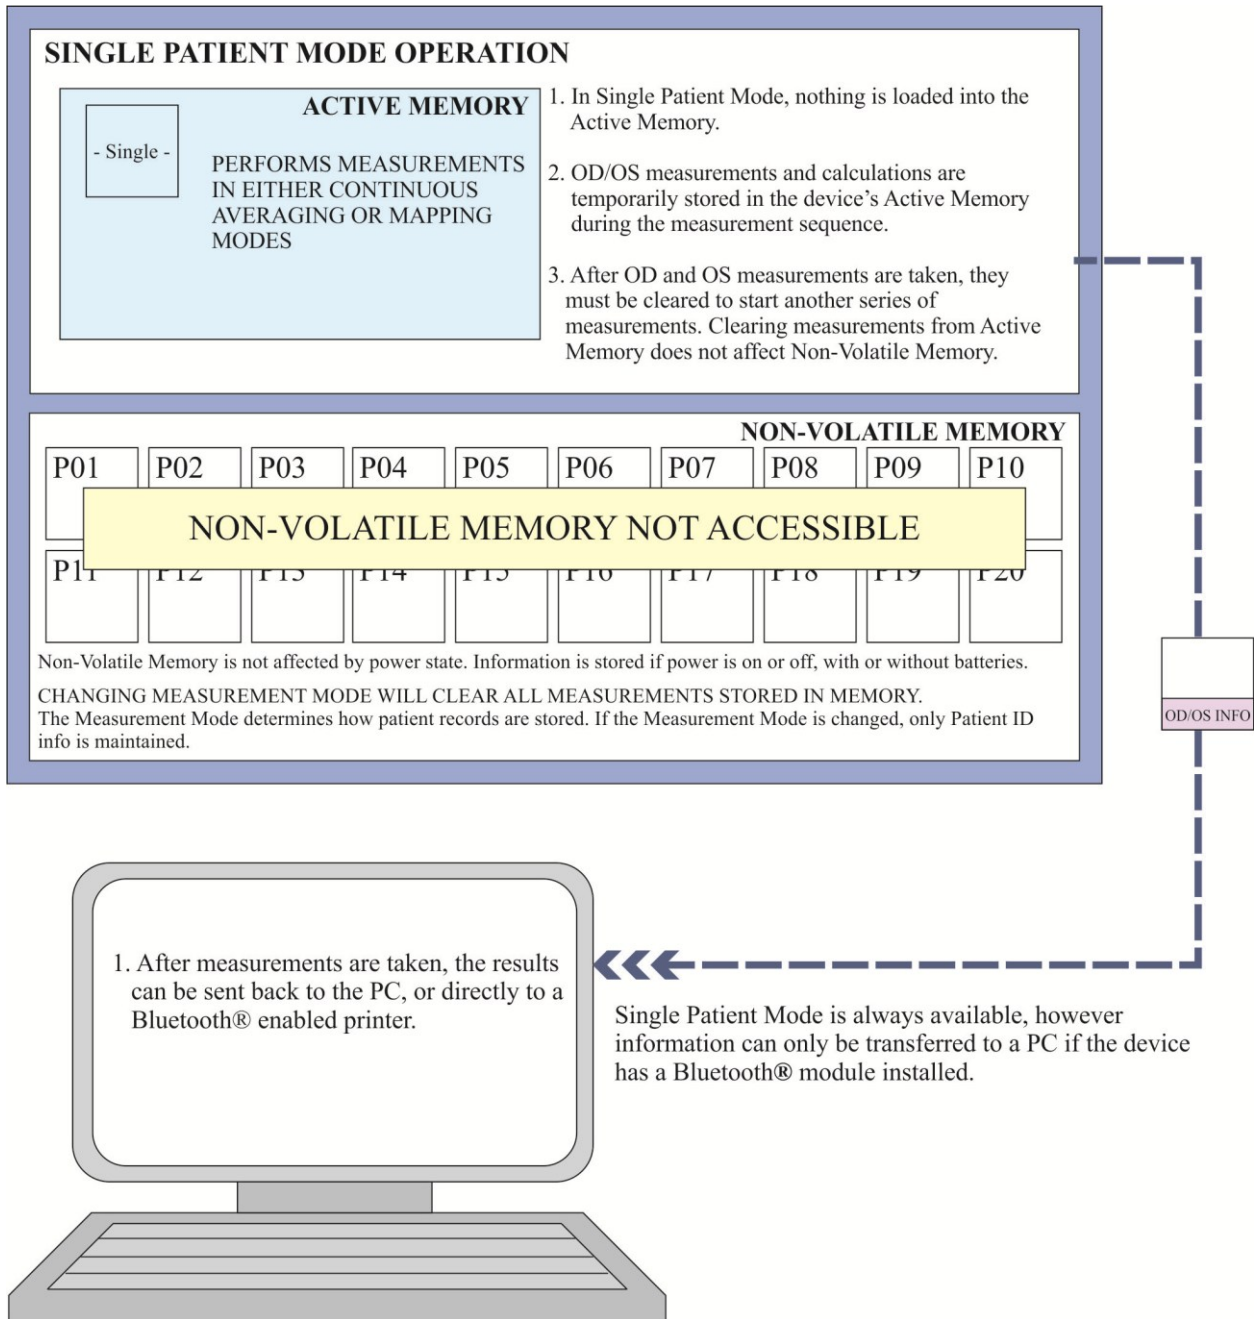 SINGLE PATIENT MODE OPERATION
ACTIVE MEMORY
- Single -
PERFORMS MEASUREMENTS
IN EITHER CONTINUOUS
AVERAGING OR MAPPING
MODES
1. In Single Patient Mode, nothing is loaded into the
Active Memory.
2. OD/OS measurements and calculations are
temporarily stored in the device's Active Memory
during the measurement sequence.
3. After OD and OS measurements are taken, they
must be cleared to start another series of
measurements. Clearing measurements from Active
Memory does not affect Non-Volatile Memory.
NON-VOLATILE MEMORY
P01 P02 P03 P04 P05 P06 P07 P08 P09 P10
NON-VOLATILE MEMORY NOT ACCESSIBLE
P11 P12 P13 P14 P15 P16 P17 P18 P19 P20
Non-Volatile Memory is not affected by power state. Information is stored if power is on or off, with or without batteries.
CHANGING MEASUREMENT MODE WILL CLEAR ALL MEASUREMENTS STORED IN MEMORY.
The Measurement Mode determines how patient records are stored. If the Measurement Mode is changed, only Patient ID
info is maintained.
OD/OS INFO
1. After measurements are taken, the results
can be sent back to the PC, or directly to a
Bluetooth® enabled printer.
Single Patient Mode is always available, however
information can only be transferred to a PC if the device
has a Bluetooth® module installed.